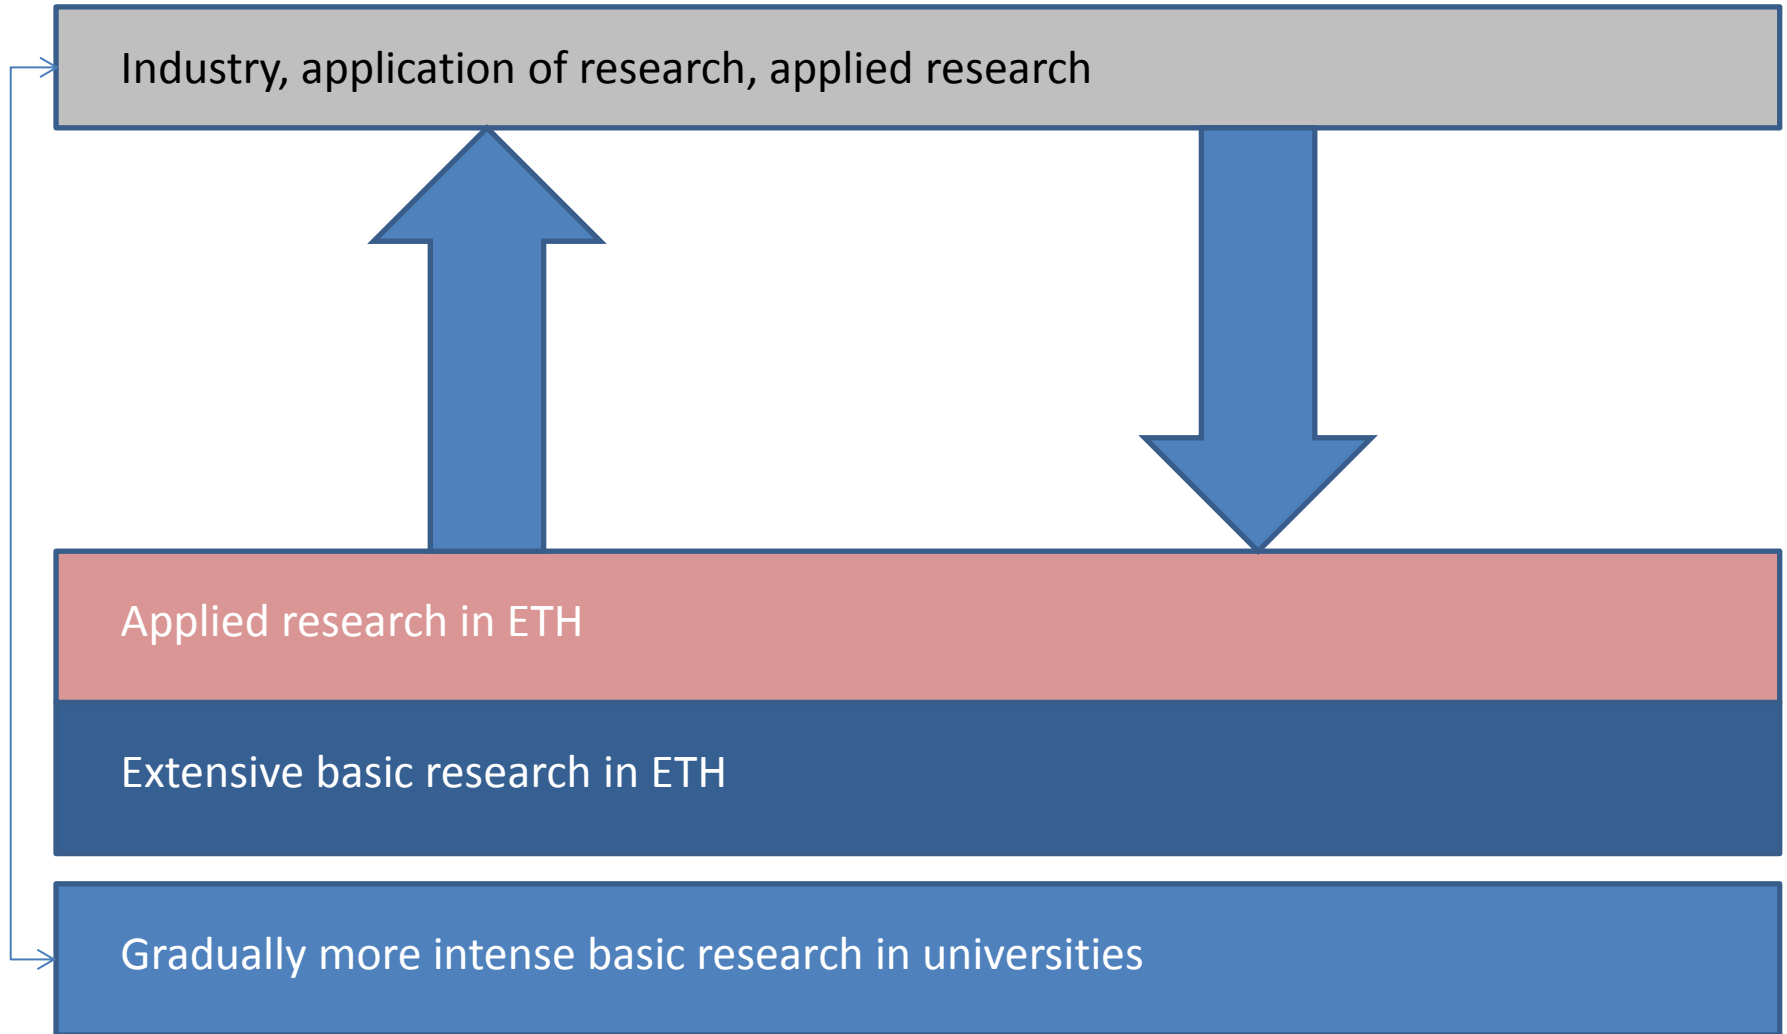 Industry, application of research, applied research
Applied research in ETH
Extensive basic research in ETH
Gradually more intense basic research in universities